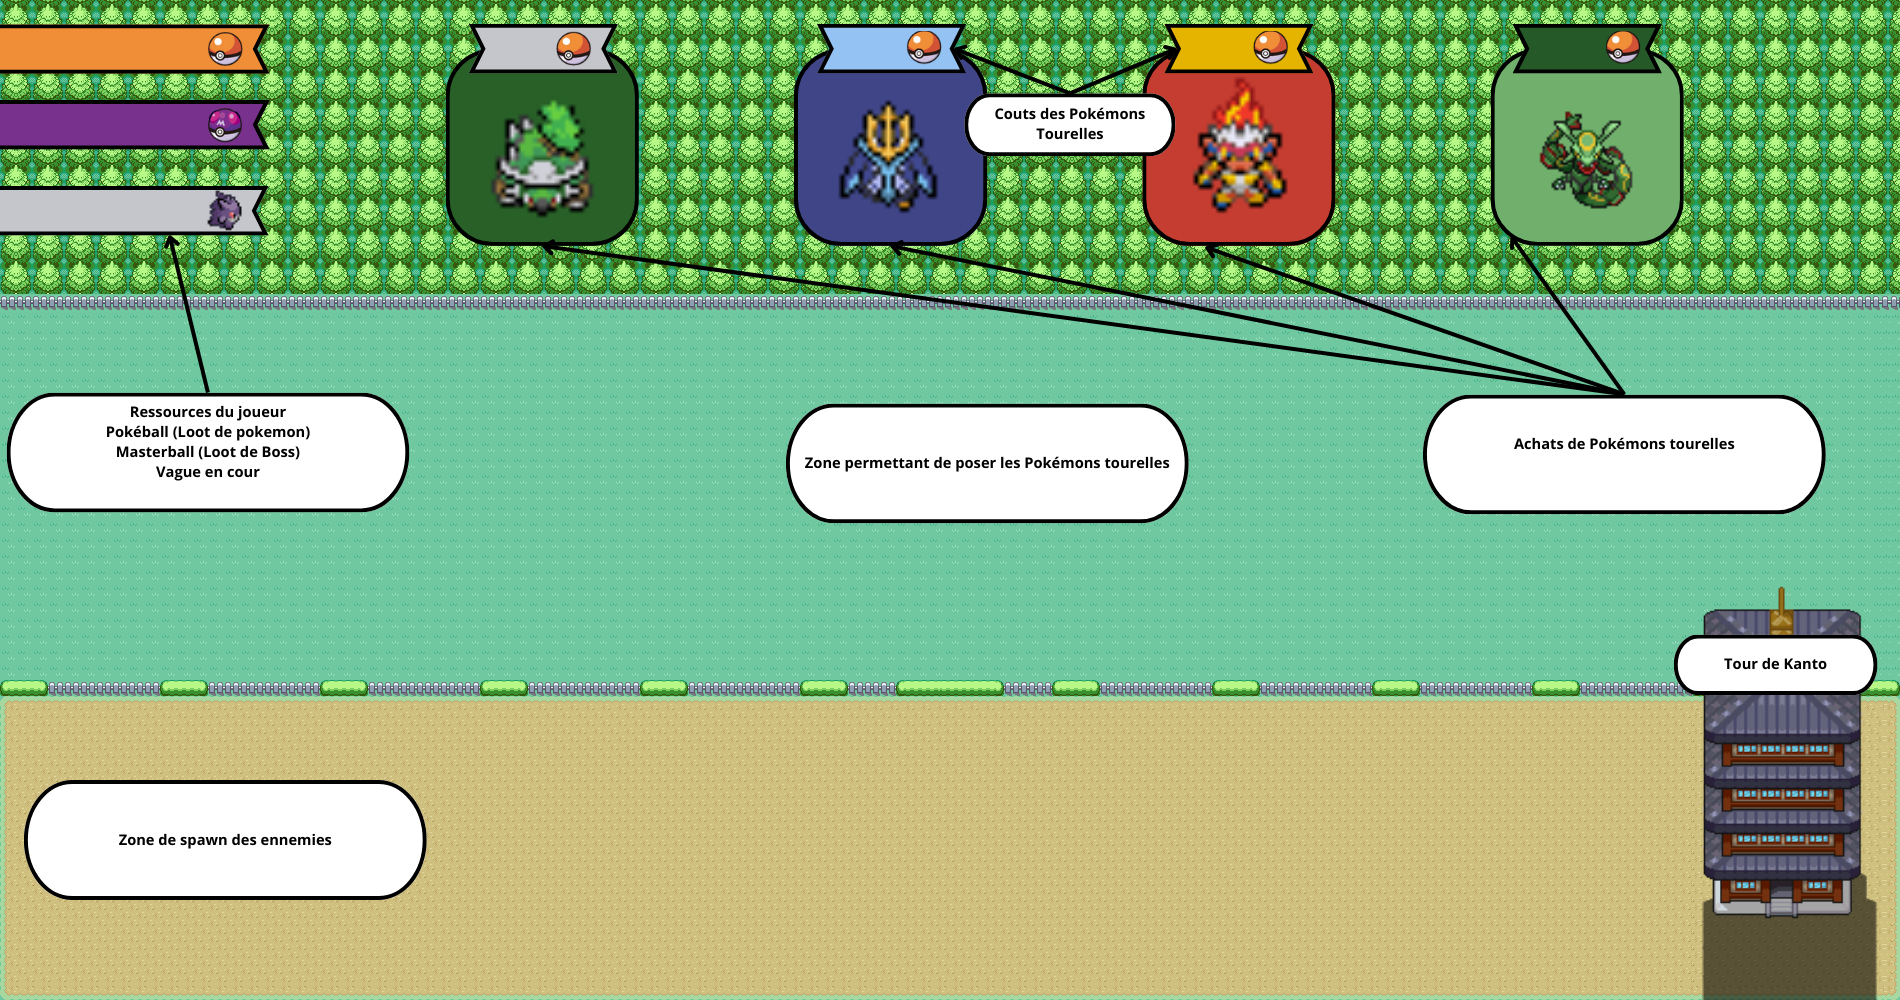 Couts des Pokémons
Tourelles
Ressources du joueur
Pokéball (Loot de pokemon)
Masterball (Loot de Boss)
Vague en cour
Zone permettant de poser les Pokémons tourelles
Achats de Pokémons tourelles
Tour de Kanto
Zone de spawn des ennemies